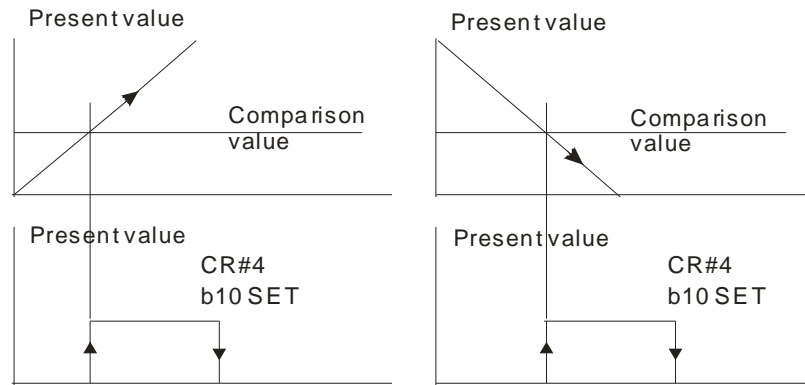 Present value
Comparison
value
Present value
CR#4
b10 SET
Present value
Comparison
value
Present value
CR#4
b10 SET